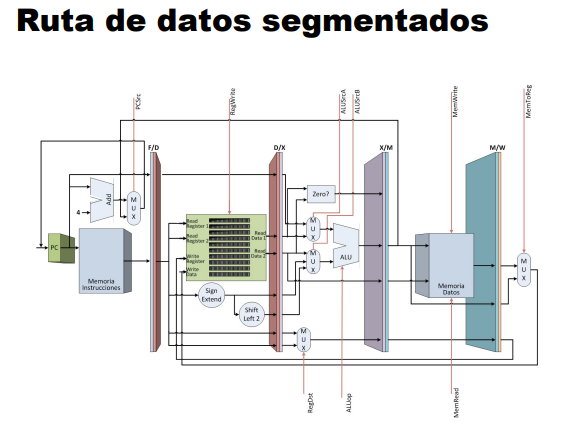 Ruta de datos segmentados
PCSrc
RegWrite
ALUSrcA
ALUSrcB
MemWrite
MemToReg
F/D
D/X
X/M
M/W
Add
4
M
U
X
PC
Memoria
Instrucciones
Read
Register 1
Read
Register 2
Write
Register
Write
Data
Read
Data 1
Read
Data 2
Sign
Extend
Shift
Left 2
Zero?
M
U
X
M
U
X
ALU
M
U
X
Memoria
Datos
M
U
X
RegDst
ALUop
MemRead